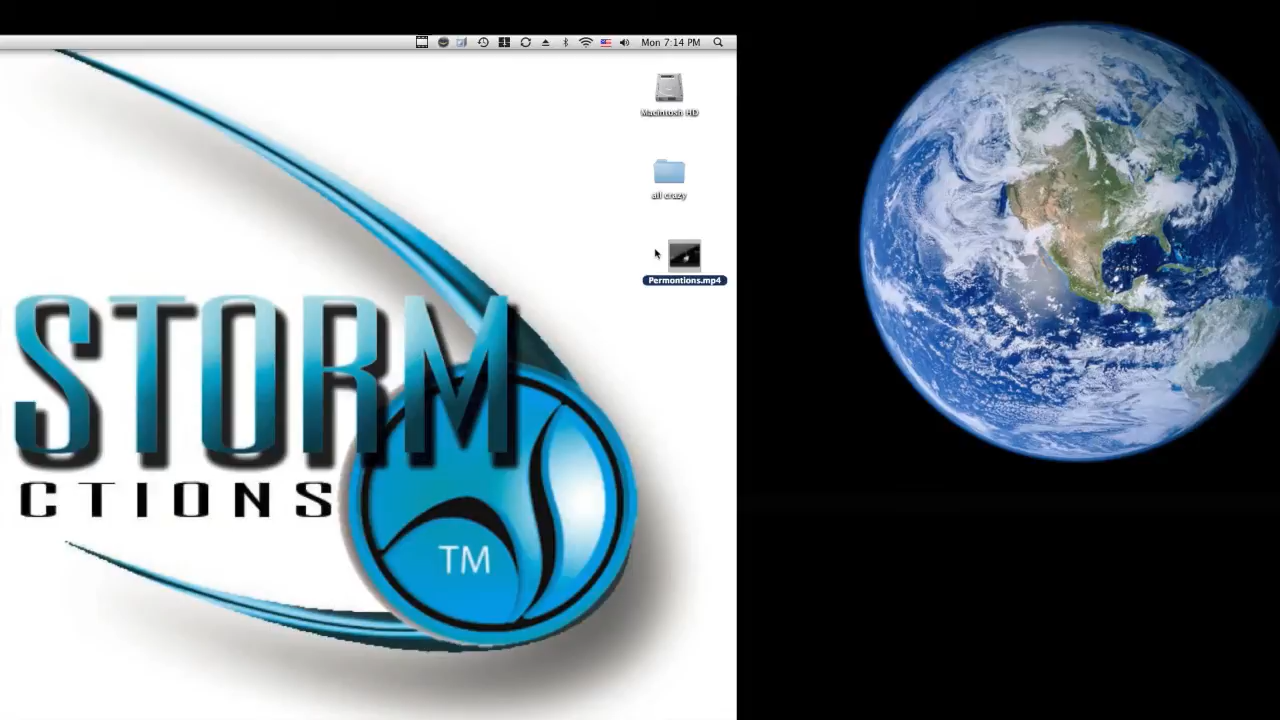 Mon 7:14 PM
Macintosh HD
all crazy
Permontions.mp4
STORM
CTIONS
TM